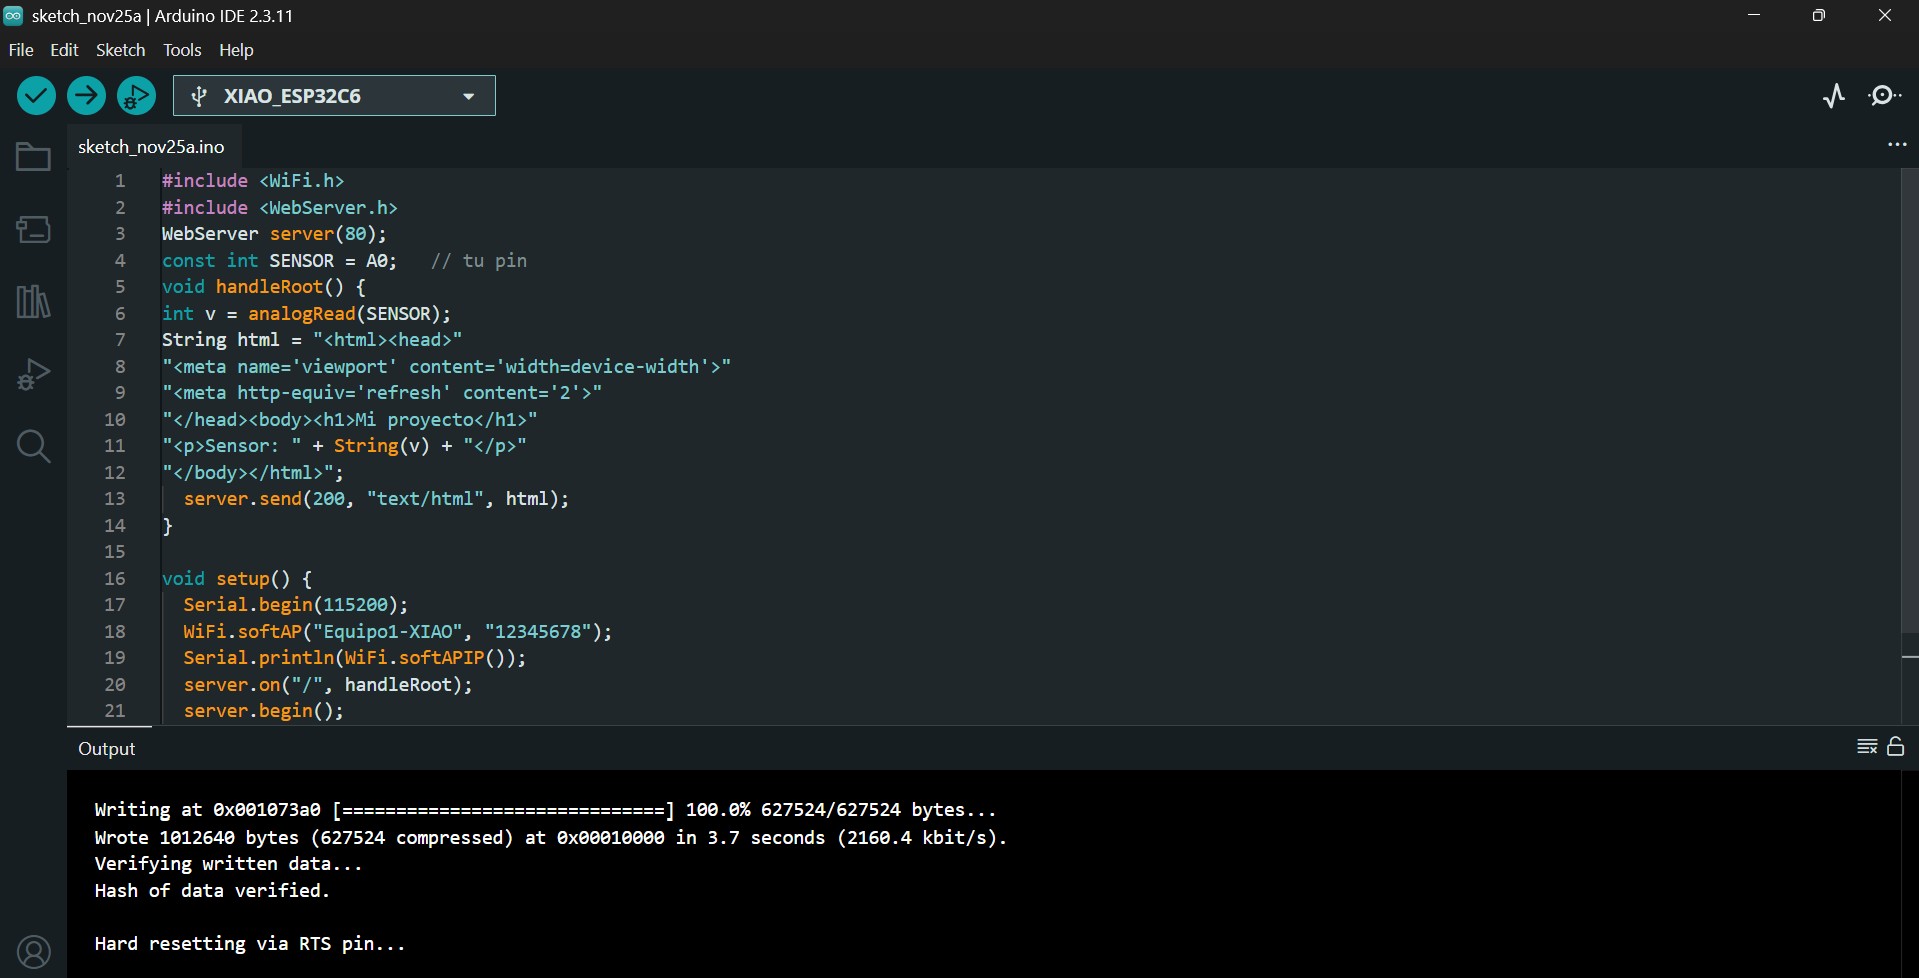 sketch_nov25a | Arduino IDE 2.3.11
File Edit Sketch Tools Help
XIAO_ESP32C6
sketch_nov25a.ino
1 #include <WiFi.h>
2 #include <WebServer.h>
3 WebServer server(80);
4 const int SENSOR = A0;   // tu pin
5 void handleRoot() {
6 int v = analogRead(SENSOR);
7 String html = "<html><head>"
8 "<meta name='viewport' content='width=device-width'>"
9 "<meta http-equiv='refresh' content='2'>"
10 "</head><body><h1>Mi proyecto</h1>"
11 "<p>Sensor: " + String(v) + "</p>"
12 "</body></html>";
13   server.send(200, "text/html", html);
14 }
15
16 void setup() {
17   Serial.begin(115200);
18   WiFi.softAP("Equipo1-XIAO", "12345678");
19   Serial.println(WiFi.softAPIP());
20   server.on("/", handleRoot);
21   server.begin();
Output
Writing at 0x001073a0 [==============================] 100.0% 627524/627524 bytes...
Wrote 1012640 bytes (627524 compressed) at 0x00010000 in 3.7 seconds (2160.4 kbit/s).
Verifying written data...
Hash of data verified.
Hard resetting via RTS pin...